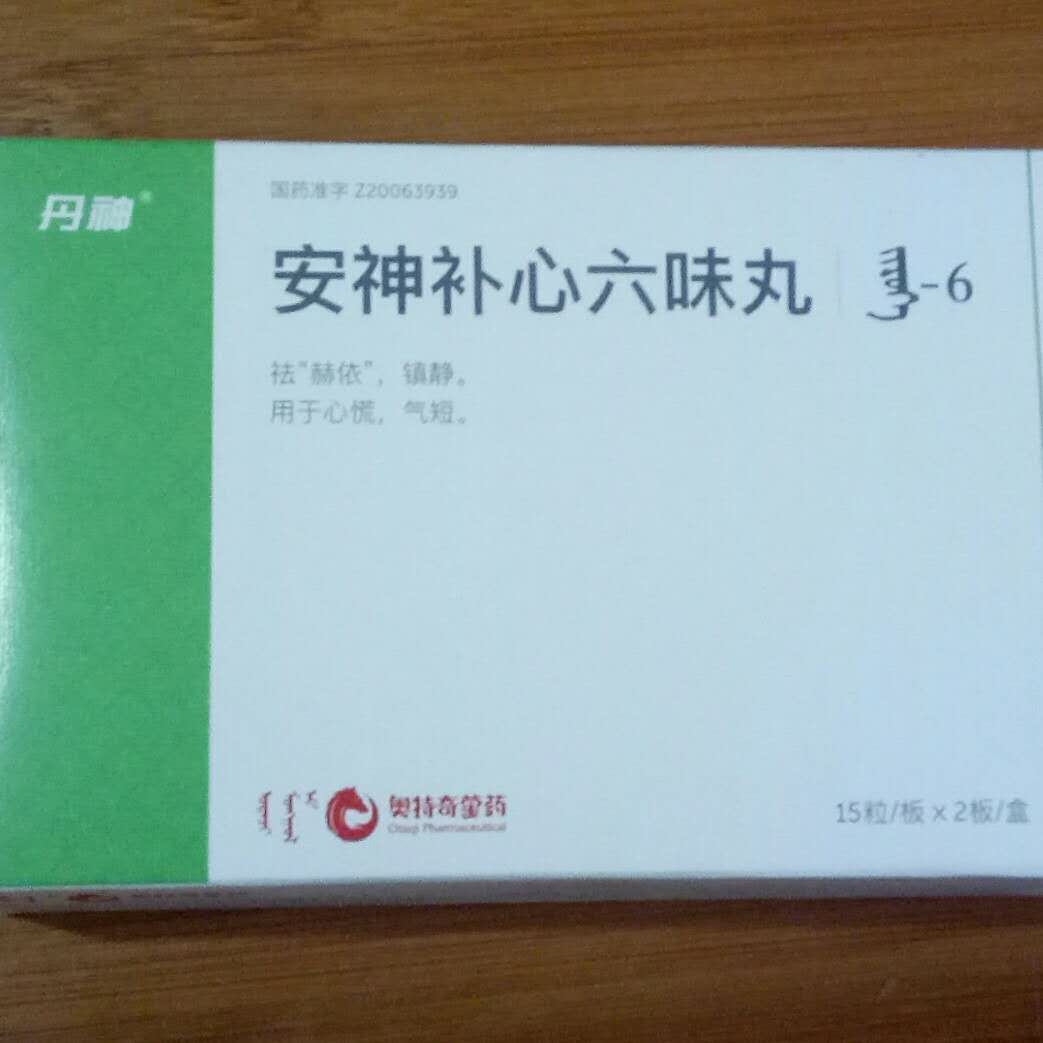 丹神®
国药准字 Z20063939
安神补心六味丸
-6
祛“赫依”，镇静。
用于心慌，气短。
奥特奇蒙药
Otoqi Pharmaceutical
15粒/板 x 2板/盒